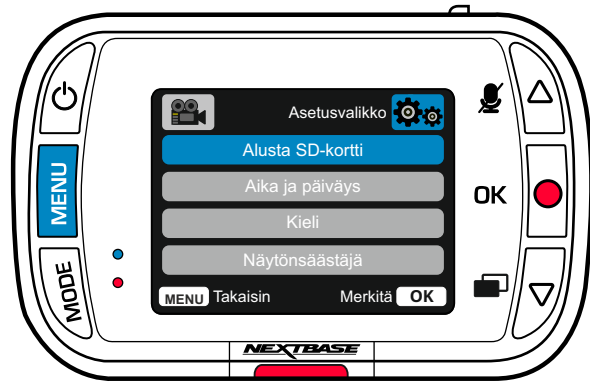 Asetusvalikko
MENU
Alusta SD-kortti
Aika ja päiväys
OK
Kieli
Näytönsäästäjä
MODE
MENU Takaisin Merkitä OK
NEXTBASE